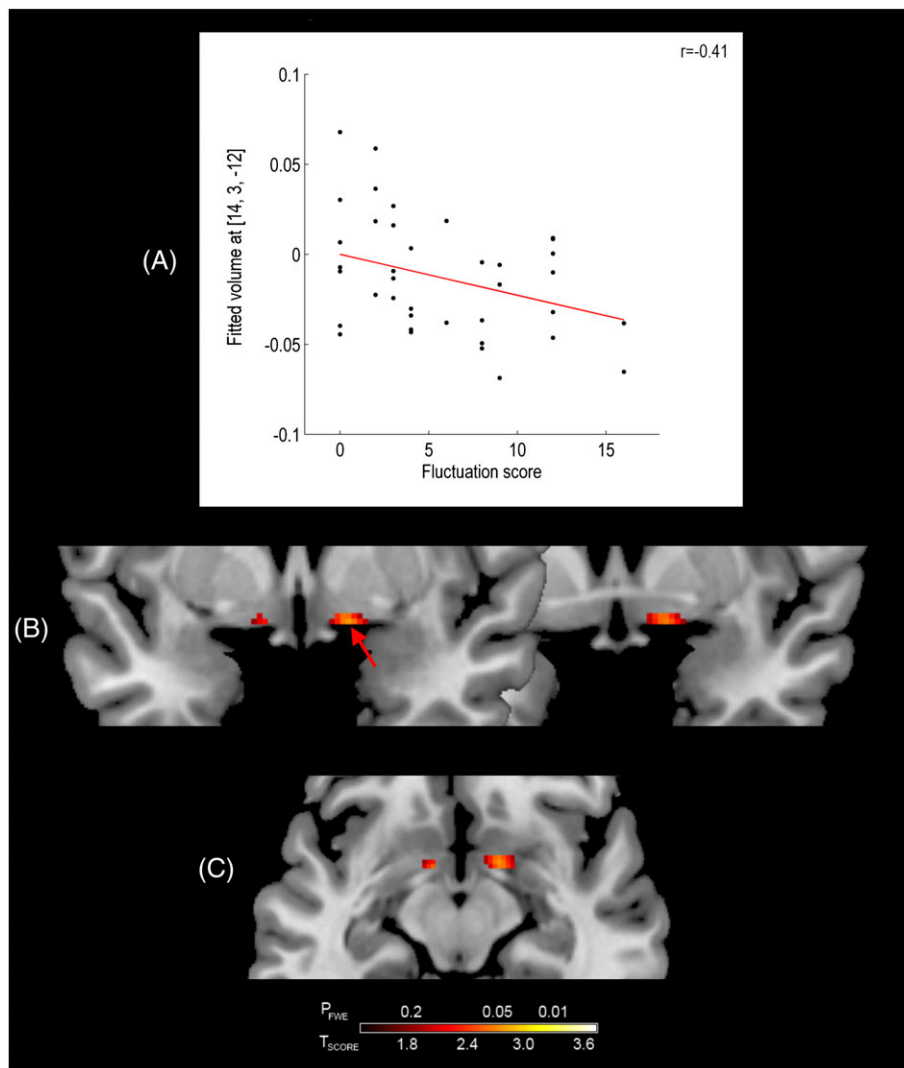 r=-0.41
0.1
0.05
0
-0.05
-0.1
Fitted volume at [14, 3, -12]
0 5 10 15
Fluctuation score
(A)
(B)
(C)
PFWE 0.2 0.05 0.01
TSCORE 1.8 2.4 3.0 3.6